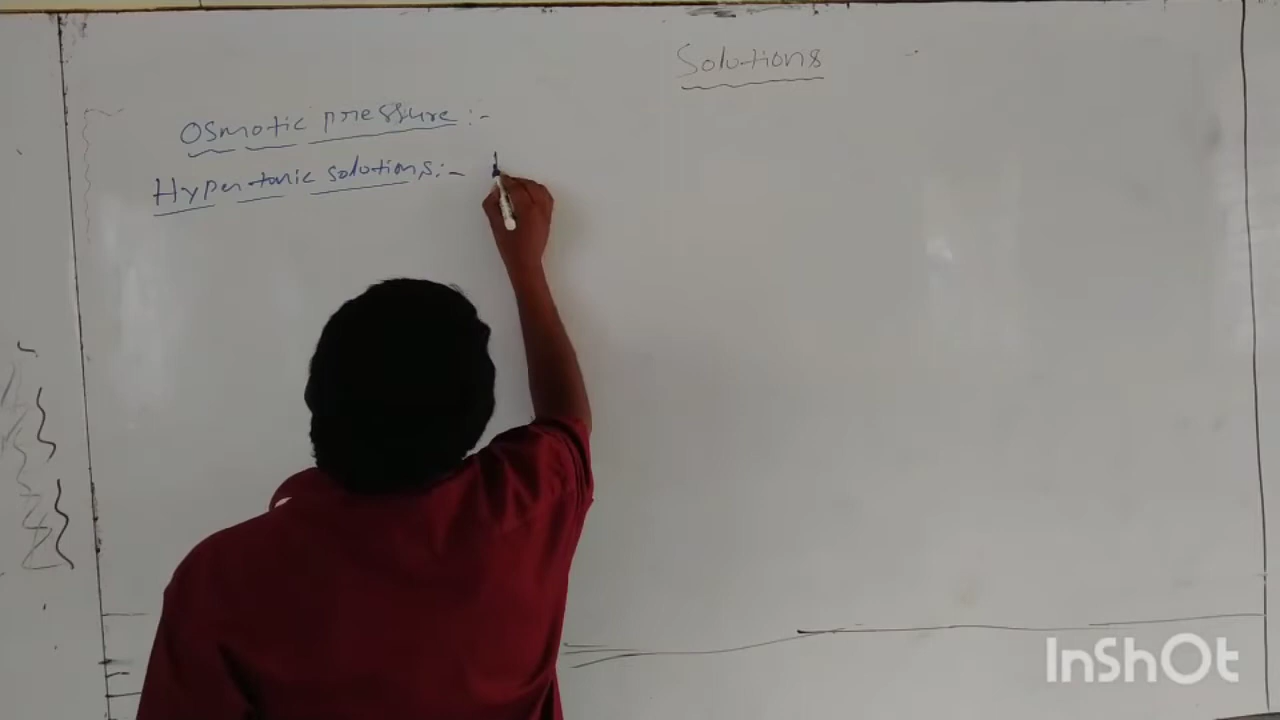 Solutions
Osmotic pressure :-
Hypertonic solutions:-
InShOt